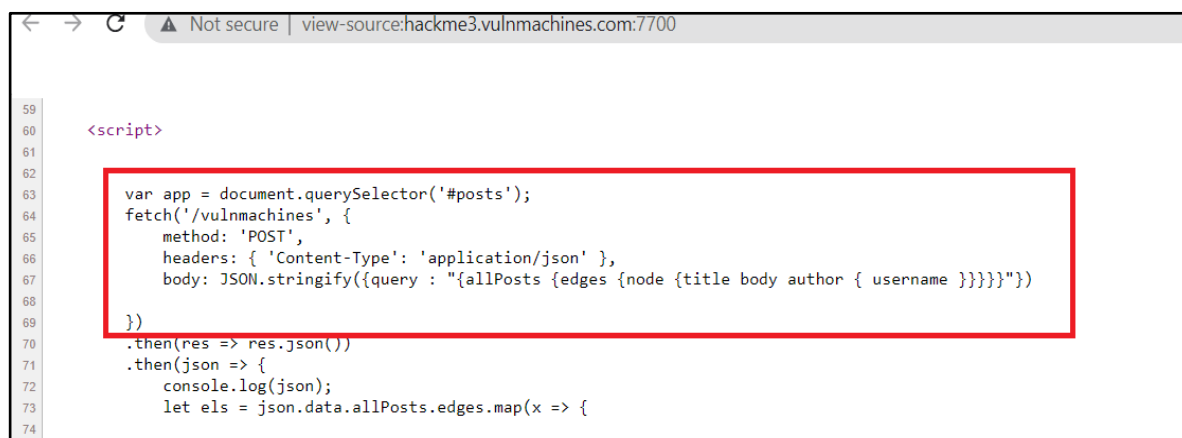 Not secure | view-source:hackme3.vulnmachines.com:7700
59
60 <script>
61
62
63 var app = document.querySelector('#posts');
64 fetch('/vulnmachines', {
65 method: 'POST',
66 headers: { 'Content-Type': 'application/json' },
67 body: JSON.stringify({query : "{allPosts {edges {node {title body author { username }}}}}"})
68
69 })
70 .then(res => res.json())
71 .then(json => {
72 console.log(json);
73 let els = json.data.allPosts.edges.map(x => {
74